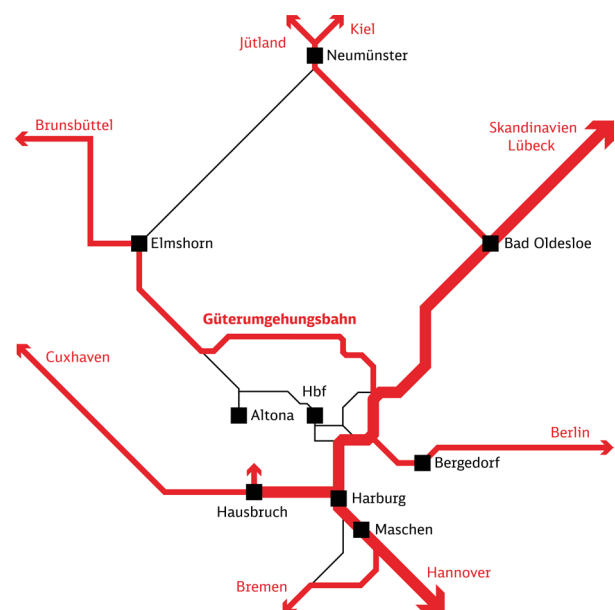 Kiel
Jütland
Neumünster
Brunsbüttel
Skandinavien
Lübeck
Elmshorn
Bad Oldesloe
Güterumgehungsbahn
Cuxhaven
Hbf
Altona
Berlin
Bergedorf
Hausbruch
Harburg
Maschen
Bremen
Hannover